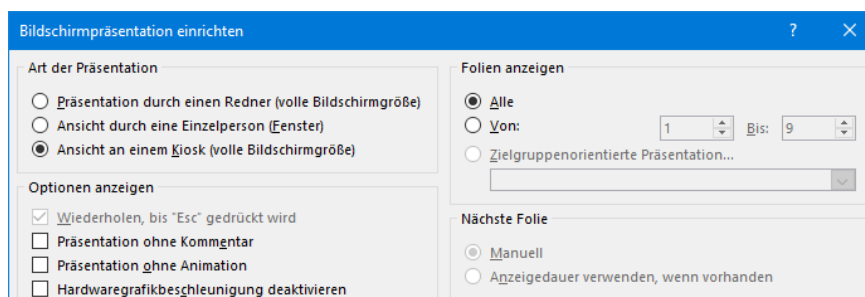 Bildschirmpräsentation einrichten ? ×
Art der Präsentation
Präsentation durch einen Redner (volle Bildschirmgröße)
Ansicht durch eine Einzelperson (Fenster)
Ansicht an einem Kiosk (volle Bildschirmgröße)
Optionen anzeigen
Wiederholen, bis "Esc" gedrückt wird
Präsentation ohne Kommentar
Präsentation ohne Animation
Hardwaregrafikbeschleunigung deaktivieren
Folien anzeigen
Alle
Von: 1 Bis: 9
Zielgruppenorientierte Präsentation...
Nächste Folie
Manuell
Anzeigedauer verwenden, wenn vorhanden